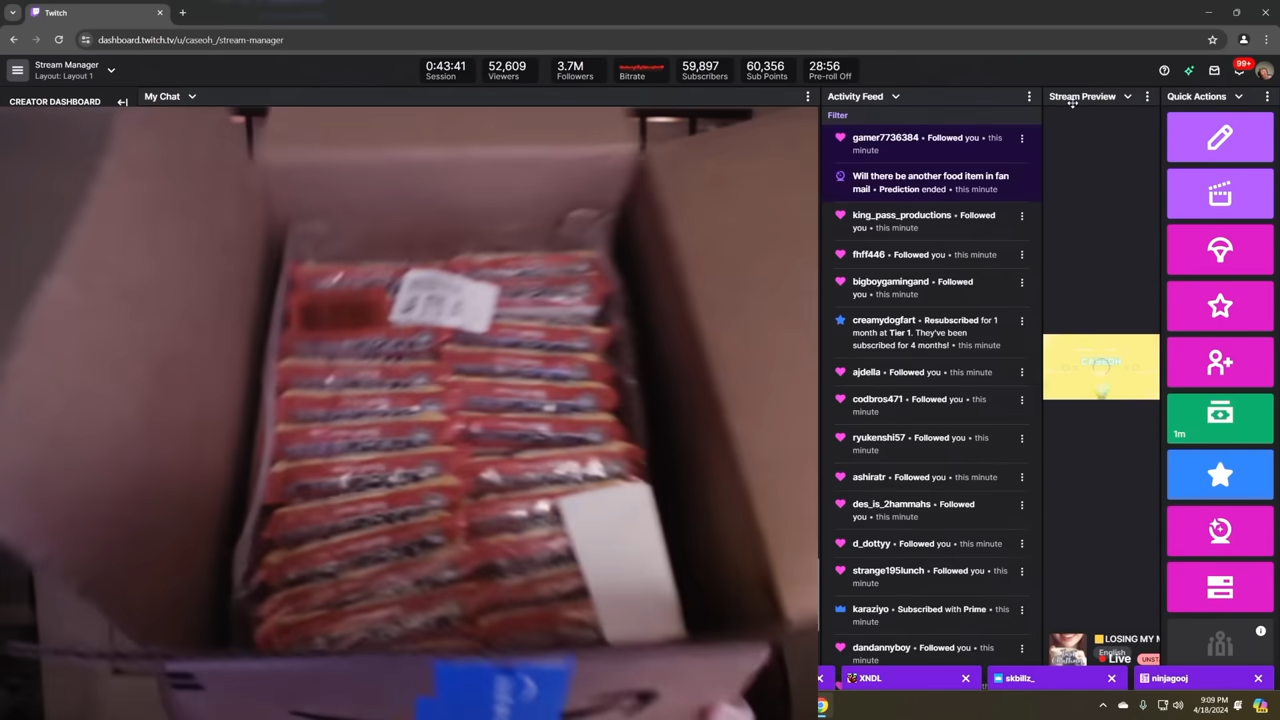 Twitch
dashboard.twitch.tv/u/caseoh_/stream-manager
Stream Manager
Layout: Layout 1
0:43:41
Session
52,609
Viewers
3.7M
Followers
Bitrate
59,897
Subscribers
60,356
Sub Points
28:56
Pre-roll Off
99+
CREATOR DASHBOARD
My Chat
Activity Feed
Stream Preview
Quick Actions
Filter
gamer7736384 • Followed you • this
minute
Will there be another food item in fan
mail • Prediction ended • this minute
king_pass_productions • Followed
you • this minute
fhff446 • Followed you • this minute
bigboygamingand • Followed
you • this minute
creamydogfart • Resubscribed for 1
month at Tier 1. They've been
subscribed for 4 months! • this minute
ajdella • Followed you • this minute
codbros471 • Followed you • this
minute
ryukenshi57 • Followed you • this
minute
ashiratr • Followed you • this minute
des_is_2hammahs • Followed
you • this minute
d_dottyy • Followed you • this minute
strange195lunch • Followed you • this
minute
karaziyo • Subscribed with Prime • this
minute
dandannyboy • Followed you • this
minute
CASEOH
1m
LOSING MY M
English
Live
UNST
XNDL
skbillz_
ninjagooj
9:09 PM
4/18/2024